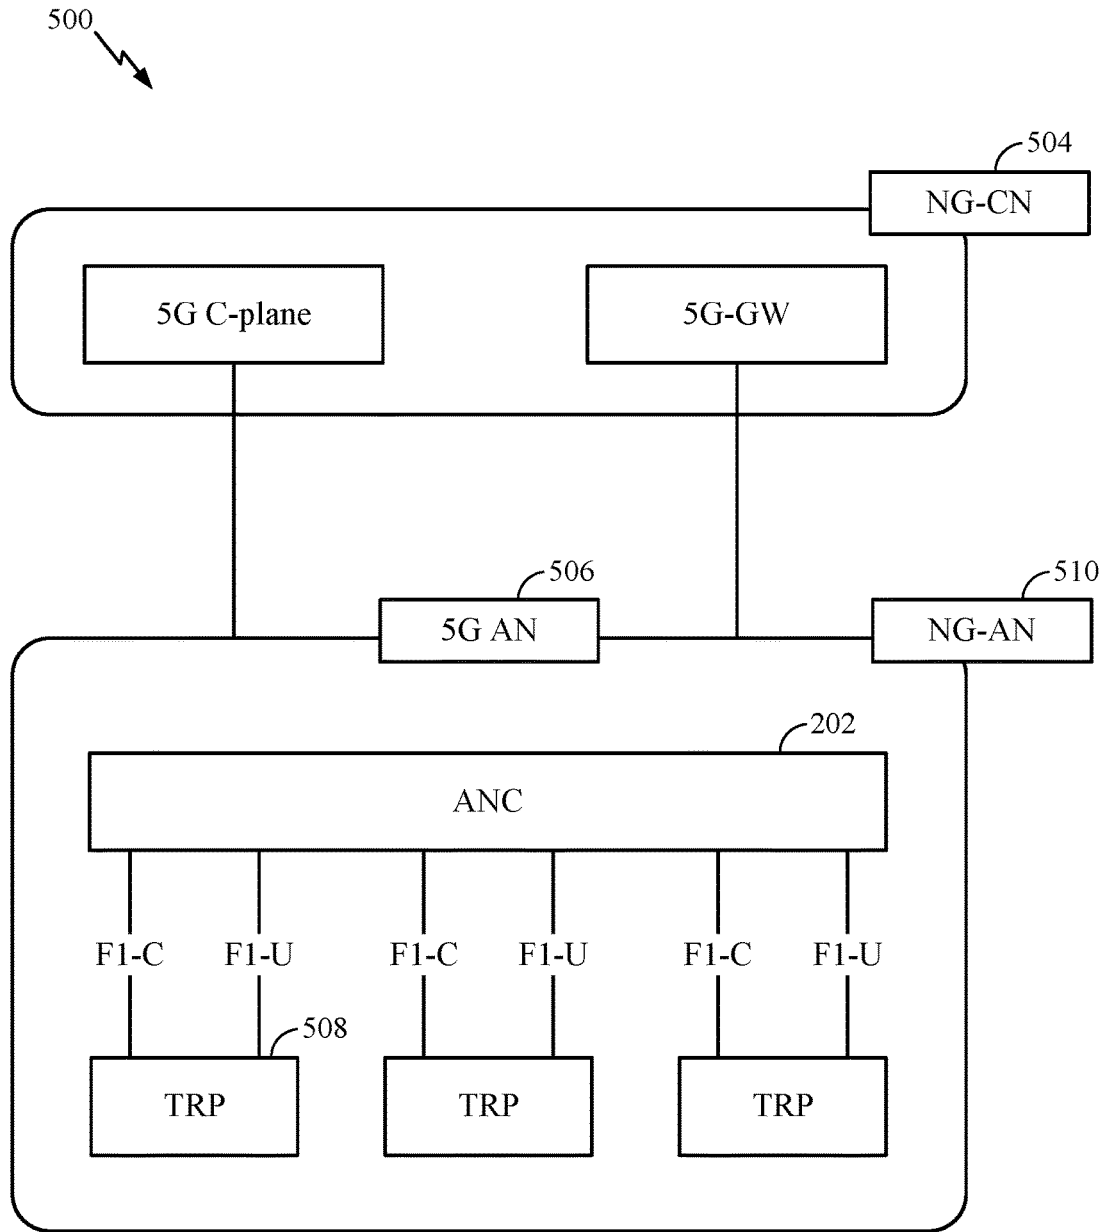 500
504
NG-CN
5G C-plane
5G-GW
506
510
5G AN
NG-AN
202
ANC
F1-C
F1-U
F1-C
F1-U
F1-C
F1-U
508
TRP
TRP
TRP